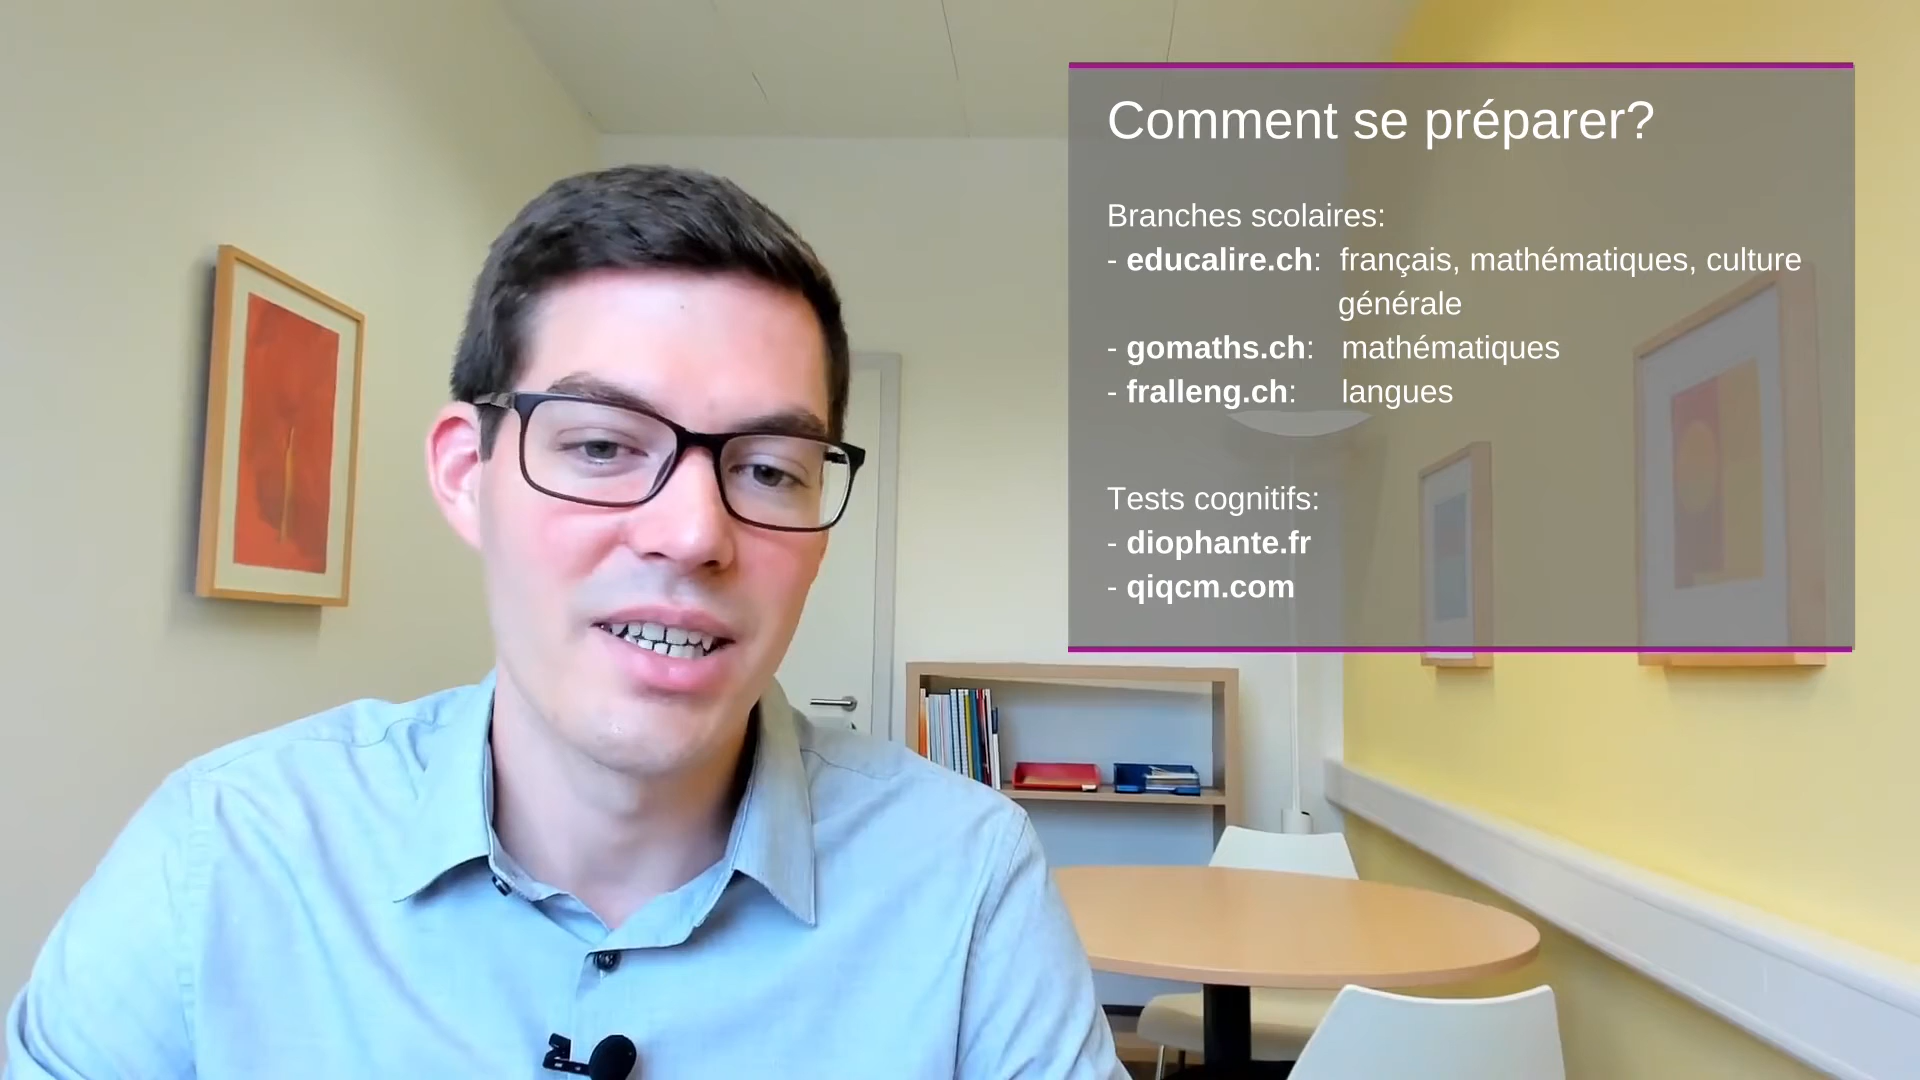 Comment se préparer?
Branches scolaires:
- educalire.ch: français, mathématiques, culture
générale
- gomaths.ch: mathématiques
- fralleng.ch: langues
Tests cognitifs:
- diophante.fr
- qiqcm.com